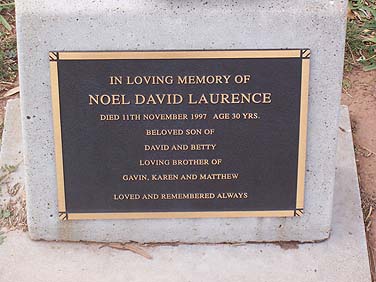 IN LOVING MEMORY OF
NOEL DAVID LAURENCE
DIED 11TH NOVEMBER 1997 AGE 30 YRS.
BELOVED SON OF
DAVID AND BETTY
LOVING BROTHER OF
GAVIN, KAREN AND MATTHEW
LOVED AND REMEMBERED ALWAYS